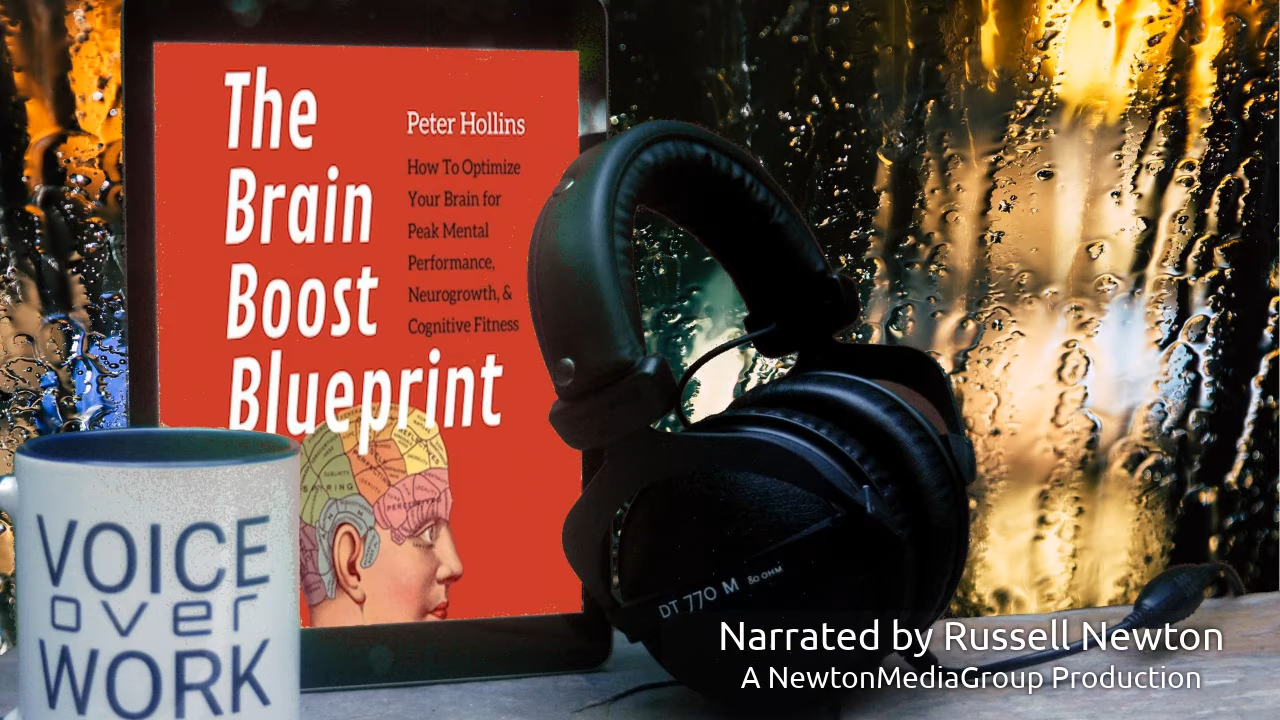 The
Brain
Boost
Blueprint
Peter Hollins
How To Optimize
Your Brain for
Peak Mental
Performance,
Neurogrowth, &
Cognitive Fitness
VOICE
over
WORK
DT 770 M 80 OHM
Narrated by Russell Newton
A NewtonMediaGroup Production